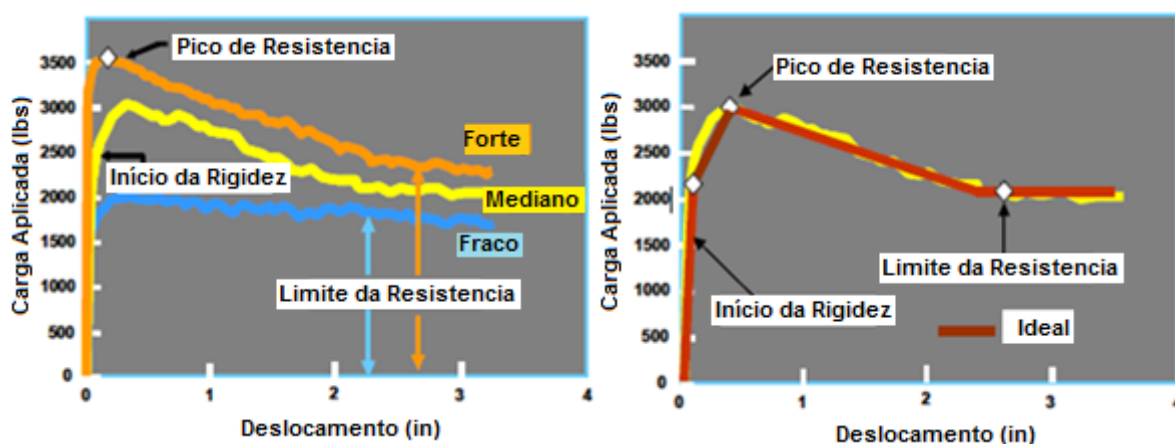 Carga Aplicada (lbs)
3500
3000
2500
2000
1500
1000
500
0
Pico de Resistencia
Início da Rigidez
Forte
Mediano
Fraco
Limite da Resistencia
0 1 2 3 4
Deslocamento (in)
Carga Aplicada (lbs)
3500
3000
2500
2000
1500
1000
500
0
Pico de Resistencia
Limite da Resistencia
Início da Rigidez
Ideal
0 1 2 3 4
Deslocamento (in)